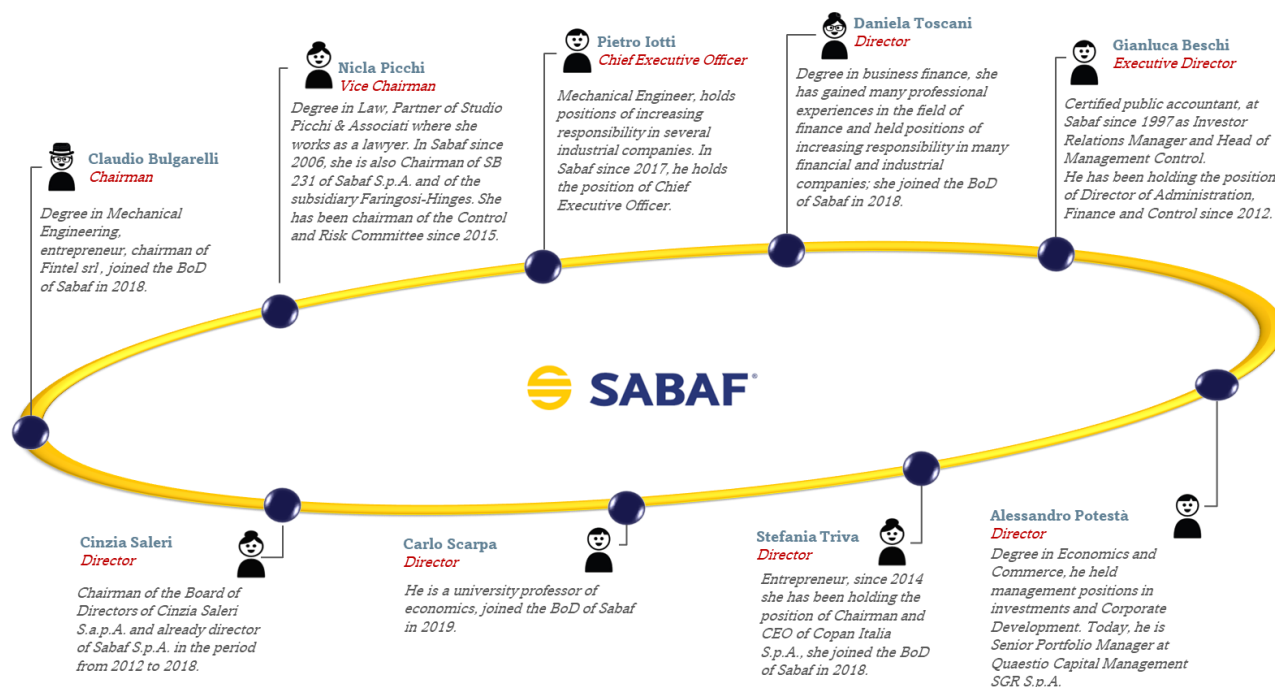 Claudio Bulgarelli
Chairman
Degree in Mechanical
Engineering,
entrepreneur, chairman of
Fintel srl , joined the BoD
of Sabaf in 2018.
Nicla Picchi
Vice Chairman
Degree in Law, Partner of Studio
Picchi & Associati where she
works as a lawyer. In Sabaf since
2006, she is also Chairman of SB
231 of Sabaf S.p.A. and of the
subsidiary Faringosi-Hinges. She
has been chairman of the Control
and Risk Committee since 2015.
Pietro Iotti
Chief Executive Officer
Mechanical Engineer, holds
positions of increasing
responsibility in several
industrial companies. In
Sabaf since 2017, he holds
the position of Chief
Executive Officer.
Daniela Toscani
Director
Degree in business finance, she
has gained many professional
experiences in the field of
finance and held positions of
increasing responsibility in many
financial and industrial
companies; she joined the BoD
of Sabaf in 2018.
Gianluca Beschi
Executive Director
Certified public accountant, at
Sabaf since 1997 as Investor
Relations Manager and Head of
Management Control.
He has been holding the position
of Director of Administration,
Finance and Control since 2012.
SABAF®
Cinzia Saleri
Director
Chairman of the Board of
Directors of Cinzia Saleri
S.a.p.A. and already director
of Sabaf S.p.A. in the period
from 2012 to 2018.
Carlo Scarpa
Director
He is a university professor of
economics, joined the BoD of Sabaf
in 2019.
Stefania Triva
Director
Entrepreneur, since 2014
she has been holding the
position of Chairman and
CEO of Copan Italia
S.p.A., she joined the BoD
of Sabaf in 2018.
Alessandro Potestà
Director
Degree in Economics and
Commerce, he held
management positions in
investments and Corporate
Development. Today, he is
Senior Portfolio Manager at
Quaestio Capital Management
SGR S.p.A.